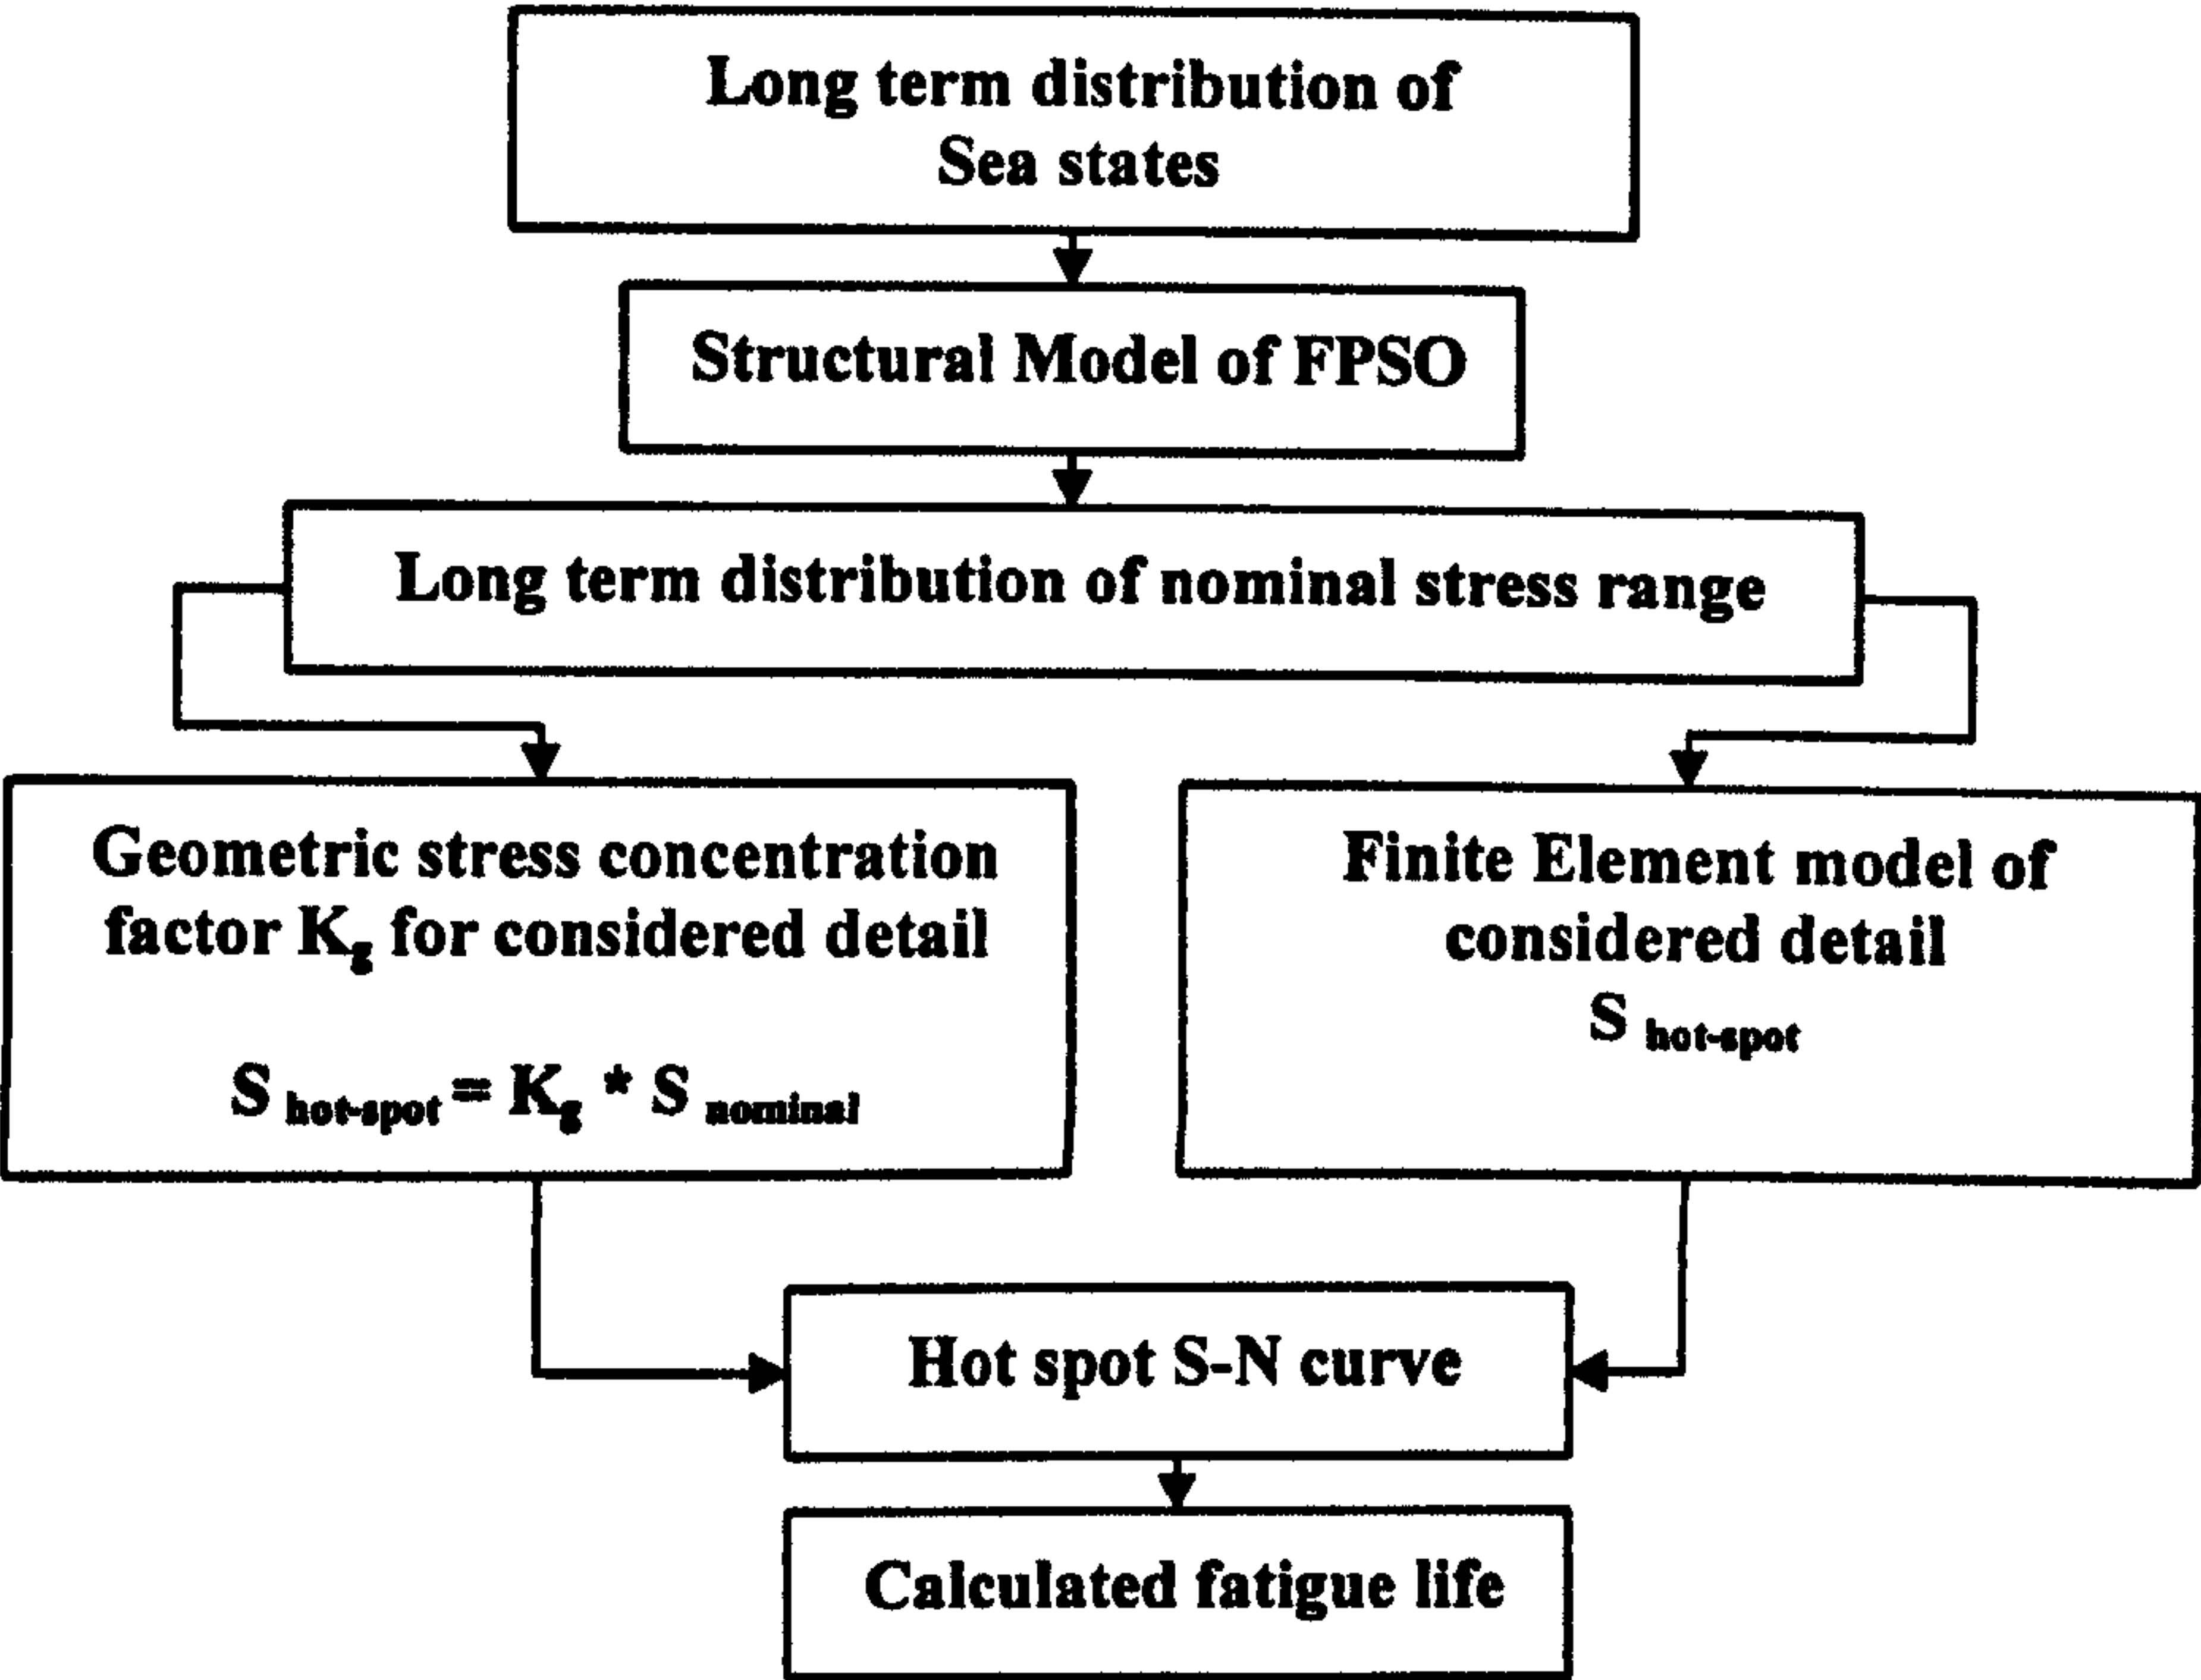 Long term distribution of
Sea states
Structural Model of FPSO
Long term distribution of nominal stress range
Geometric stress concentration
factor Kg for considered detail
S hot-spot = Kg * S nominal
Finite Element model of
considered detail
S hot-spot
Hot spot S-N curve
Calculated fatigue life